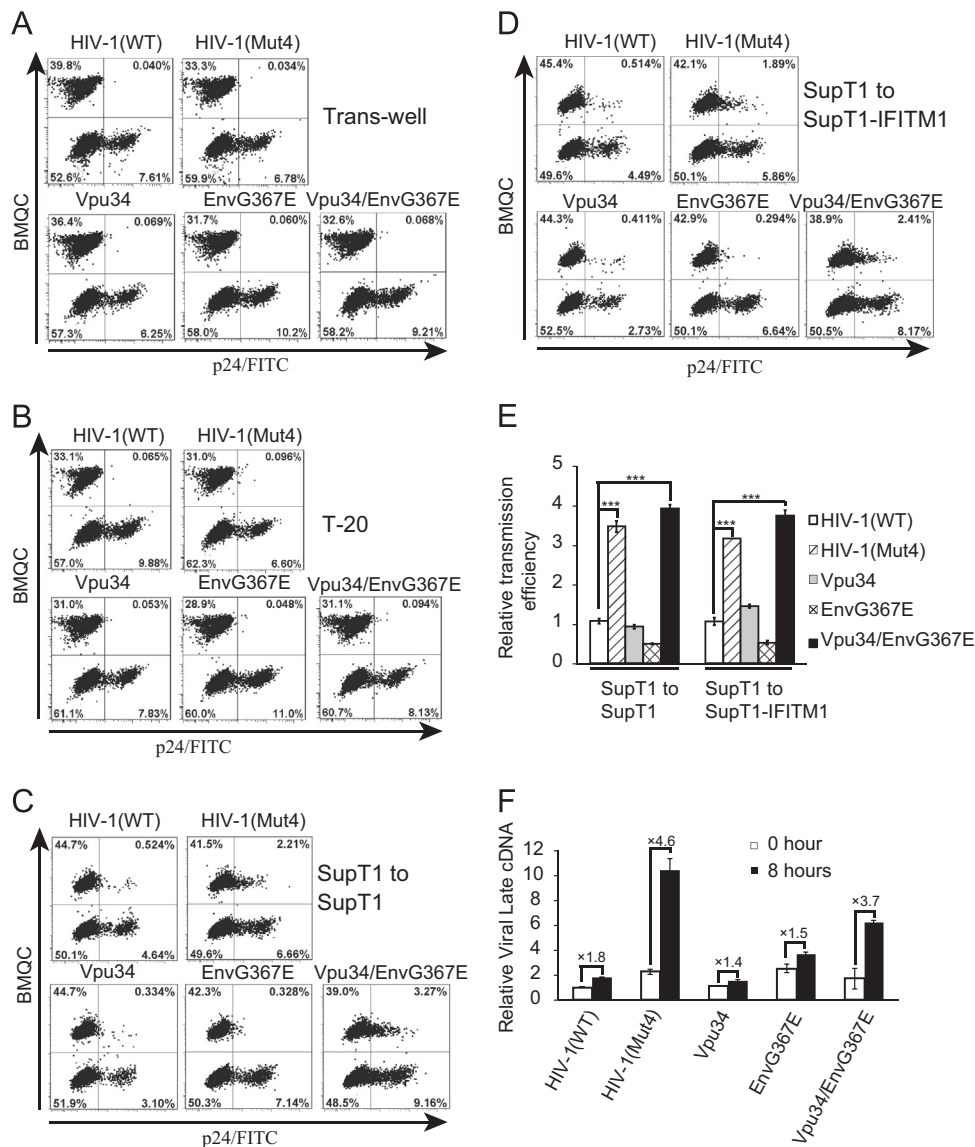 A
HIV-1(WT) HIV-1(Mut4)
39.8% 0.040% 33.3% 0.034%
Trans-well
52.6% 7.61% 59.9% 6.78%
Vpu34 EnvG367E Vpu34/EnvG367E
36.4% 0.069% 31.7% 0.060% 32.6% 0.068%
57.3% 6.25% 58.0% 10.2% 58.2% 9.21%
BMQC
p24/FITC
B
HIV-1(WT) HIV-1(Mut4)
33.1% 0.065% 31.0% 0.096%
T-20
57.0% 9.88% 62.3% 6.60%
Vpu34 EnvG367E Vpu34/EnvG367E
31.0% 0.053% 28.9% 0.048% 31.1% 0.094%
61.1% 7.83% 60.0% 11.0% 60.7% 8.13%
BMQC
p24/FITC
C
HIV-1(WT) HIV-1(Mut4)
44.7% 0.524% 41.5% 2.21%
SupT1 to
SupT1
50.1% 4.64% 49.6% 6.66%
Vpu34 EnvG367E Vpu34/EnvG367E
44.7% 0.334% 42.3% 0.328% 39.0% 3.27%
51.9% 3.10% 50.3% 7.14% 48.5% 9.16%
BMQC
p24/FITC
D
HIV-1(WT) HIV-1(Mut4)
45.4% 0.514% 42.1% 1.89%
SupT1 to
SupT1-IFITM1
49.6% 4.49% 50.1% 5.86%
Vpu34 EnvG367E Vpu34/EnvG367E
44.3% 0.411% 42.9% 0.294% 38.9% 2.41%
52.5% 2.73% 50.1% 6.64% 50.5% 8.17%
BMQC
p24/FITC
E
Relative transmission
efficiency
5
4
3
2
1
0
*** ***
*** ***
SupT1 to
SupT1
SupT1 to
SupT1-IFITM1
HIV-1(WT)
HIV-1(Mut4)
Vpu34
EnvG367E
Vpu34/EnvG367E
F
Relative Viral Late cDNA
12
10
8
6
4
2
0
×1.8 ×4.6 ×1.4 ×1.5 ×3.7
0 hour
8 hours
HIV-1(WT)
HIV-1(Mut4)
Vpu34
EnvG367E
Vpu34/EnvG367E